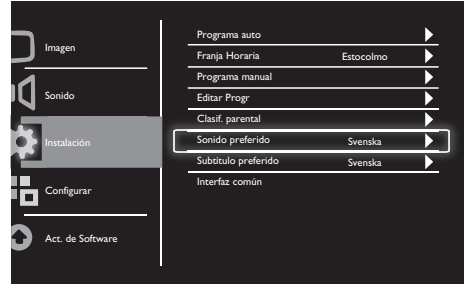 Imagen
Sonido
Instalación
Configurar
Act. de Software
Programa auto
Franja Horaria Estocolmo
Programa manual
Editar Progr
Clasif. parental
Sonido preferido Svenska
Subtítulo preferido Svenska
Interfaz común